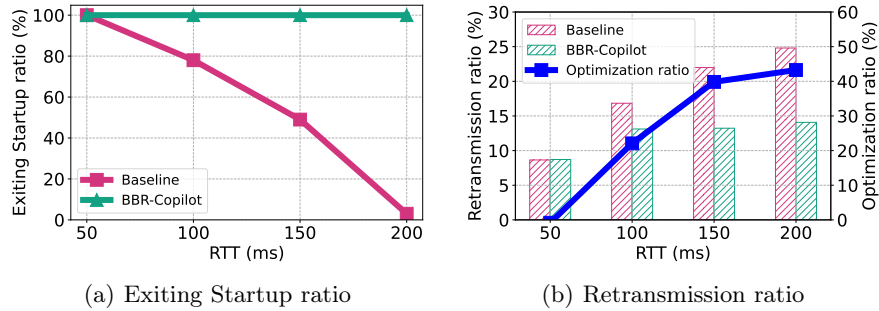 Exiting Startup ratio (%)
100
80
60
40
20
0
Baseline
BBR-Copilot
50 100 150 200
RTT (ms)
(a) Exiting Startup ratio
Retransmission ratio (%)
30
25
20
15
10
5
0
Baseline
BBR-Copilot
Optimization ratio
50 100 150 200
RTT (ms)
60
50
40
30
20
10
0
Optimization ratio (%)
(b) Retransmission ratio